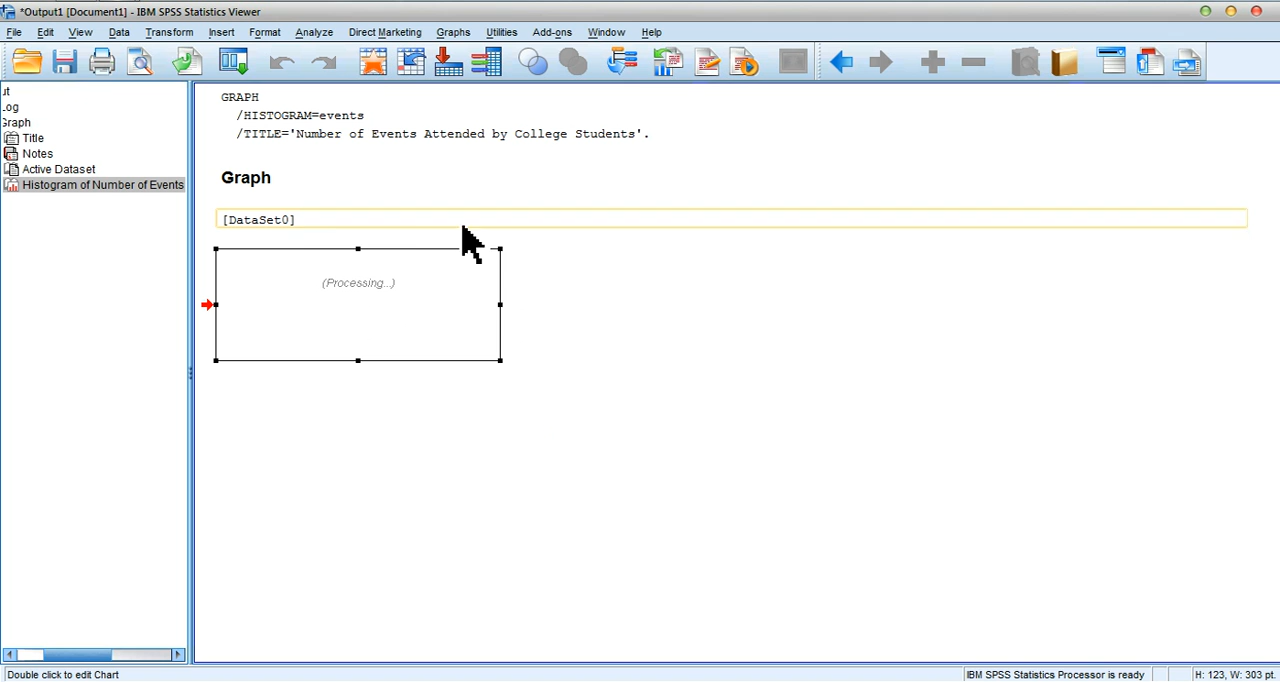 *Output1 [Document1] - IBM SPSS Statistics Viewer
File Edit View Data Transform Insert Format Analyze Direct Marketing Graphs Utilities Add-ons Window Help
ut
Log
Graph
Title
Notes
Active Dataset
Histogram of Number of Events
GRAPH
/HISTOGRAM=events
/TITLE='Number of Events Attended by College Students'.
Graph
[DataSet0]
(Processing...)
Double click to edit Chart
IBM SPSS Statistics Processor is ready
H: 123, W: 303 pt.